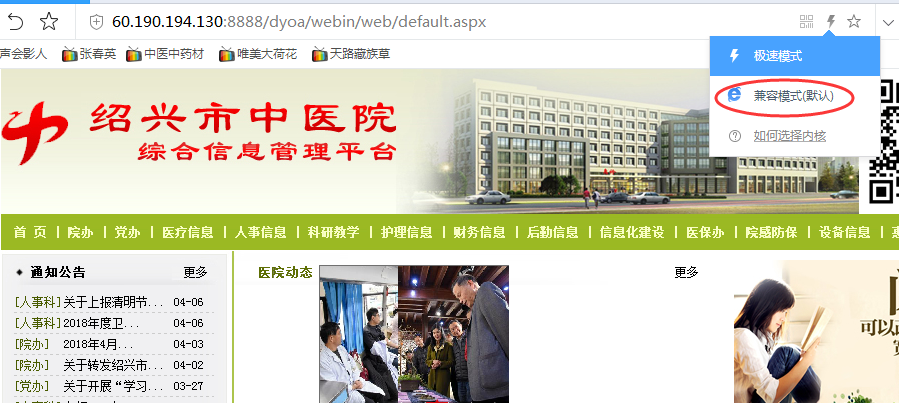 60.190.194.130:8888/dyoa/webin/web/default.aspx
声会影人 张春英 中医中药材 唯美大荷花 天路藏族草
极速模式
兼容模式(默认)
如何选择内核
绍兴市中医院
综合信息管理平台
首 页 | 院办 | 党办 | 医疗信息 | 人事信息 | 科研教学 | 护理信息 | 财务信息 | 后勤信息 | 信息化建设 | 医保办 | 院感防保 | 设备信息 |
通知公告 更多
[人事科] 关于上报清明节... 04-06
[人事科] 2018年度卫... 04-06
[院办] 2018年4月... 04-03
[院办] 关于转发绍兴市... 04-02
[党办] 关于开展“学习... 03-27
医院动态 更多
可以